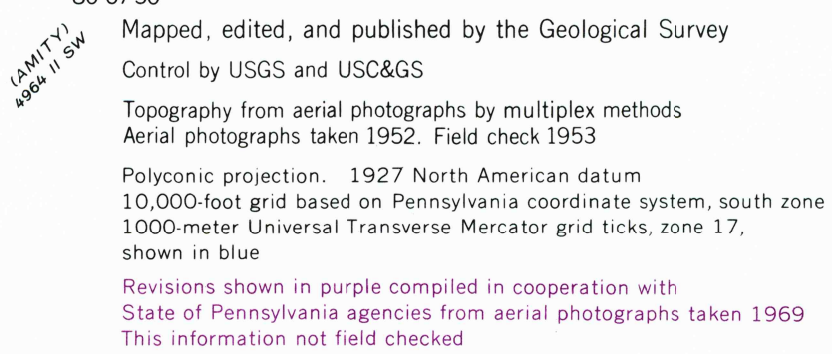 (AMITY)
4964 II SW
Mapped, edited, and published by the Geological Survey
Control by USGS and USC&GS
Topography from aerial photographs by multiplex methods
Aerial photographs taken 1952. Field check 1953
Polyconic projection. 1927 North American datum
10,000-foot grid based on Pennsylvania coordinate system, south zone
1000-meter Universal Transverse Mercator grid ticks, zone 17,
shown in blue
Revisions shown in purple compiled in cooperation with
State of Pennsylvania agencies from aerial photographs taken 1969
This information not field checked